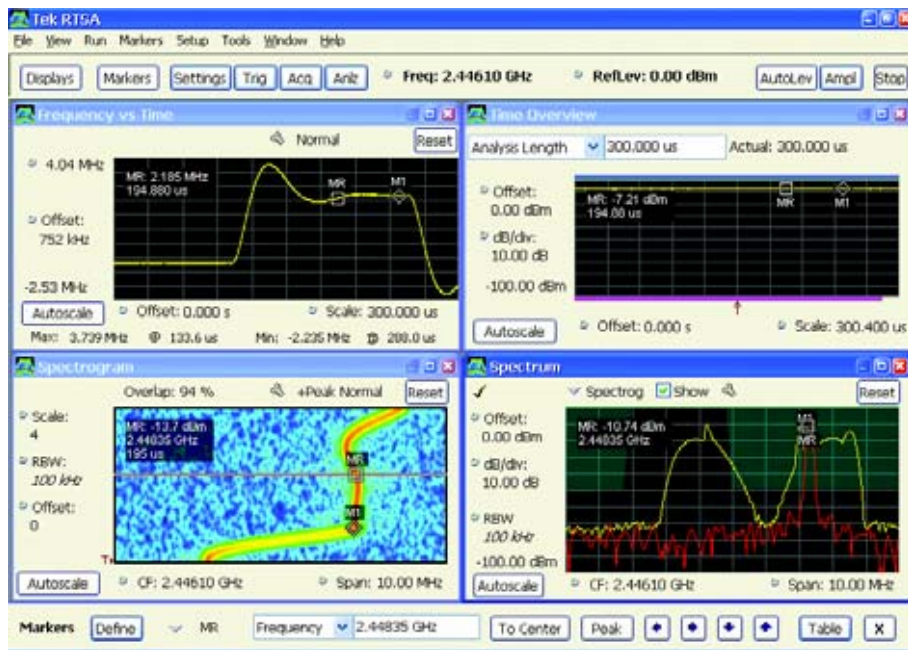 Tek RTSA
File View Run Markers Setup Tools Window Help
Displays Markers Settings Trig Acq Anlz Freq: 2.44610 GHz RefLev: 0.00 dBm AutoLev Ampl Stop
Frequency vs Time
Normal Reset
4.04 MHz
MR: 2.185 MHz
194.880 us
MR M1
Offset:
752 kHz
-2.53 MHz
Autoscale Offset: 0.000 s Scale: 300.000 us
Max: 3.739 MHz @ 133.6 us Min: -2.235 MHz @ 288.0 us
Time Overview
Analysis Length 300.000 us Actual: 300.000 us
Offset:
0.00 dBm
MR: -7.21 dBm
194.88 us
MR M1
dB/div:
10.00 dB
-100.00 dBm
Autoscale Offset: 0.000 s Scale: 300.400 us
Spectrogram
Overlap: 94 % +Peak Normal Reset
Scale:
4
MR: -13.7 dBm
2.44835 GHz
195 us
MR
RBW:
100 kHz
Offset:
0
M1
Autoscale CF: 2.44610 GHz Span: 10.00 MHz
Spectrum
Spectrog Show Reset
Offset:
0.00 dBm
MR: -10.74 dBm
2.44835 GHz
M1
MR
dB/div:
10.00 dB
RBW
100 kHz
-100.00 dBm
Autoscale CF: 2.44610 GHz Span: 10.00 MHz
Markers Define MR Frequency 2.44835 GHz To Center Peak Table X